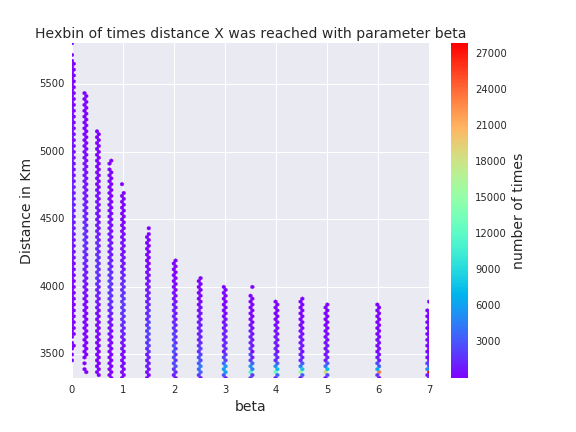 Hexbin of times distance X was reached with parameter beta
5500
5000
4500
4000
3500
Distance in Km
0 1 2 3 4 5 6 7
beta
27000
24000
21000
18000
15000
12000
9000
6000
3000
number of times